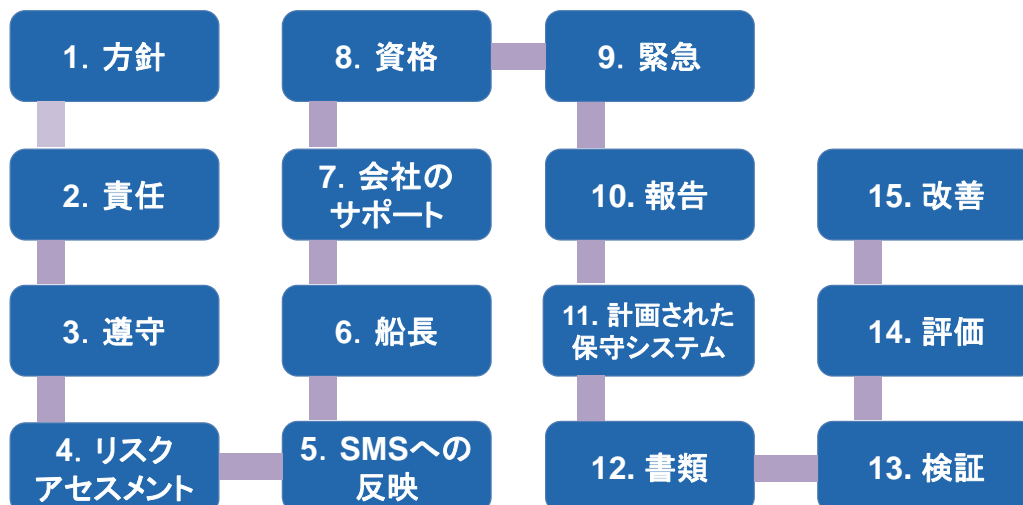 1. 方針
2. 責任
3. 遵守
4. リスク
アセスメント
5. SMSへの
反映
6. 船長
7. 会社の
サポート
8. 資格
9. 緊急
10. 報告
11. 計画された
保守システム
12. 書類
13. 検証
14. 評価
15. 改善